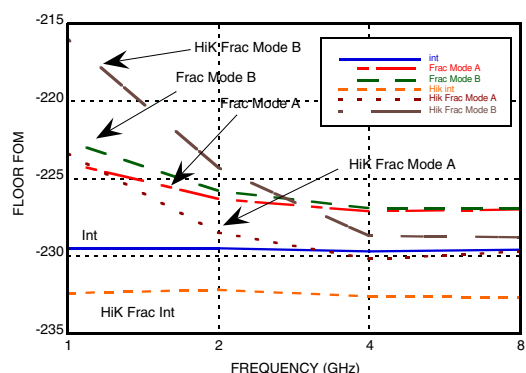 -215
-220
-225
-230
-235
FLOOR FOM
HiK Frac Mode B
Frac Mode B
Frac Mode A
HiK Frac Mode A
Int
HiK Frac Int
int
Frac Mode A
Frac Mode B
Hik int
Hik Frac Mode A
Hik Frac Mode B
1
2
4
8
FREQUENCY (GHz)